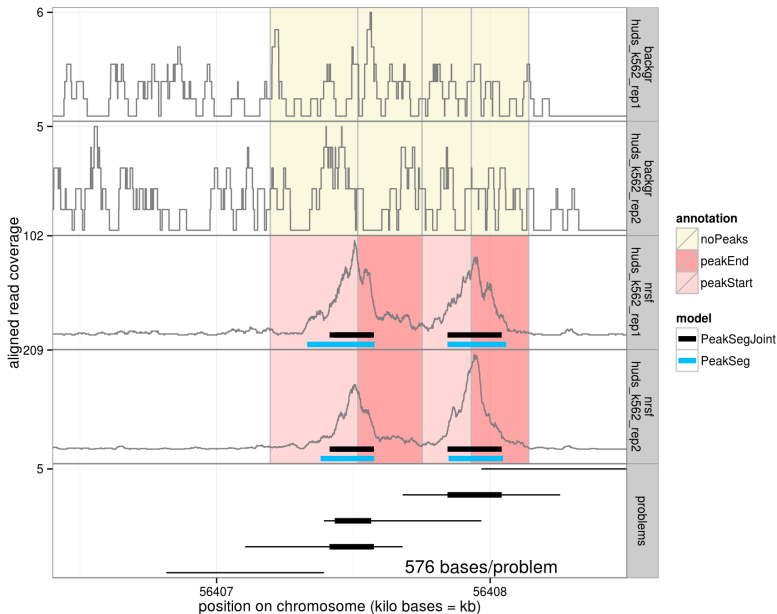 6
backgr
huds_k562_rep1
5
backgr
huds_k562_rep2
102
nrsf
huds_k562_rep1
209
nrsf
huds_k562_rep2
5
problems
aligned read coverage
576 bases/problem
56407
56408
position on chromosome (kilo bases = kb)
annotation
noPeaks
peakEnd
peakStart
model
PeakSegJoint
PeakSeg